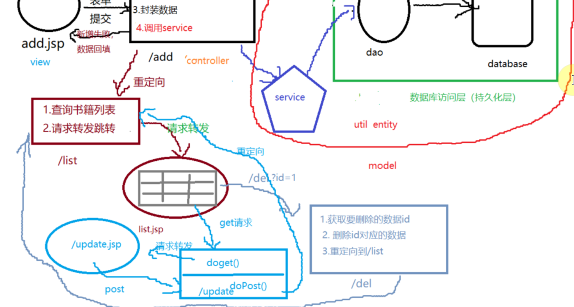 表单
提交
3.封装数据
4.调用service
add.jsp
新增失败,
数据回填
view
/add
controller
dao
database
数据库访问层（持久化层）
service
util entity
model
重定向
1.查询书籍列表
2.请求转发跳转
/list
请求转发
重定向
/del?id=1
list.jsp
get请求
1.获取要删除的数据id
2. 删除id对应的数据
3.重定向到/list
/del
/update.jsp
请求转发
doget()
doPost()
/update
post